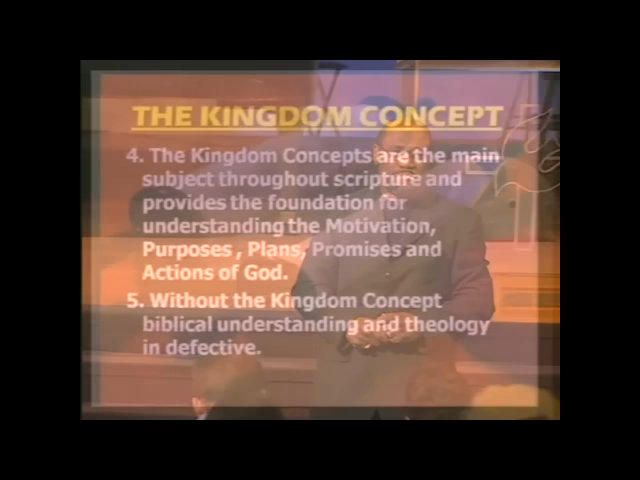 THE KINGDOM CONCEPT
4. The Kingdom Concepts are the main
subject throughout scripture and
provides the foundation for
understanding the Motivation,
Purposes , Plans, Promises and
Actions of God.
5. Without the Kingdom Concept
biblical understanding and theology
in defective.